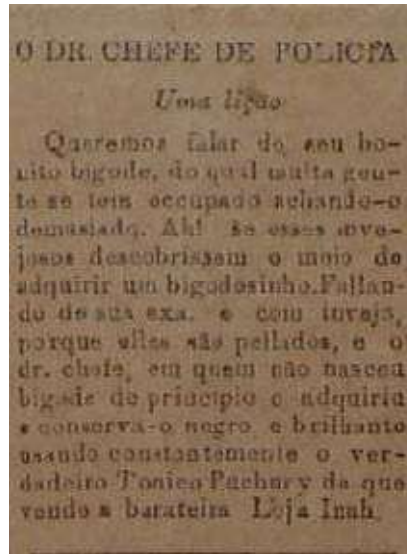 O DR. CHEFE DE POLICIA
Uma lição
Queremos falar do seu bo-
nito bigode, do qual muita gen-
te se tem occupado achando-o
demasiado. Ah! se esses inve-
josos descobrissem o meio de
adquirir um bigodesinho. Fallan-
do de sua exa. é com inveja,
porque elles são pellados, e o
dr. chefe, em quem não nasceu
bigode de principio o adquiriu
e conserva-o negro e brilhante
usando constantemente o ver-
dadeiro Tonico da que
vende a barateira Loja Inah.